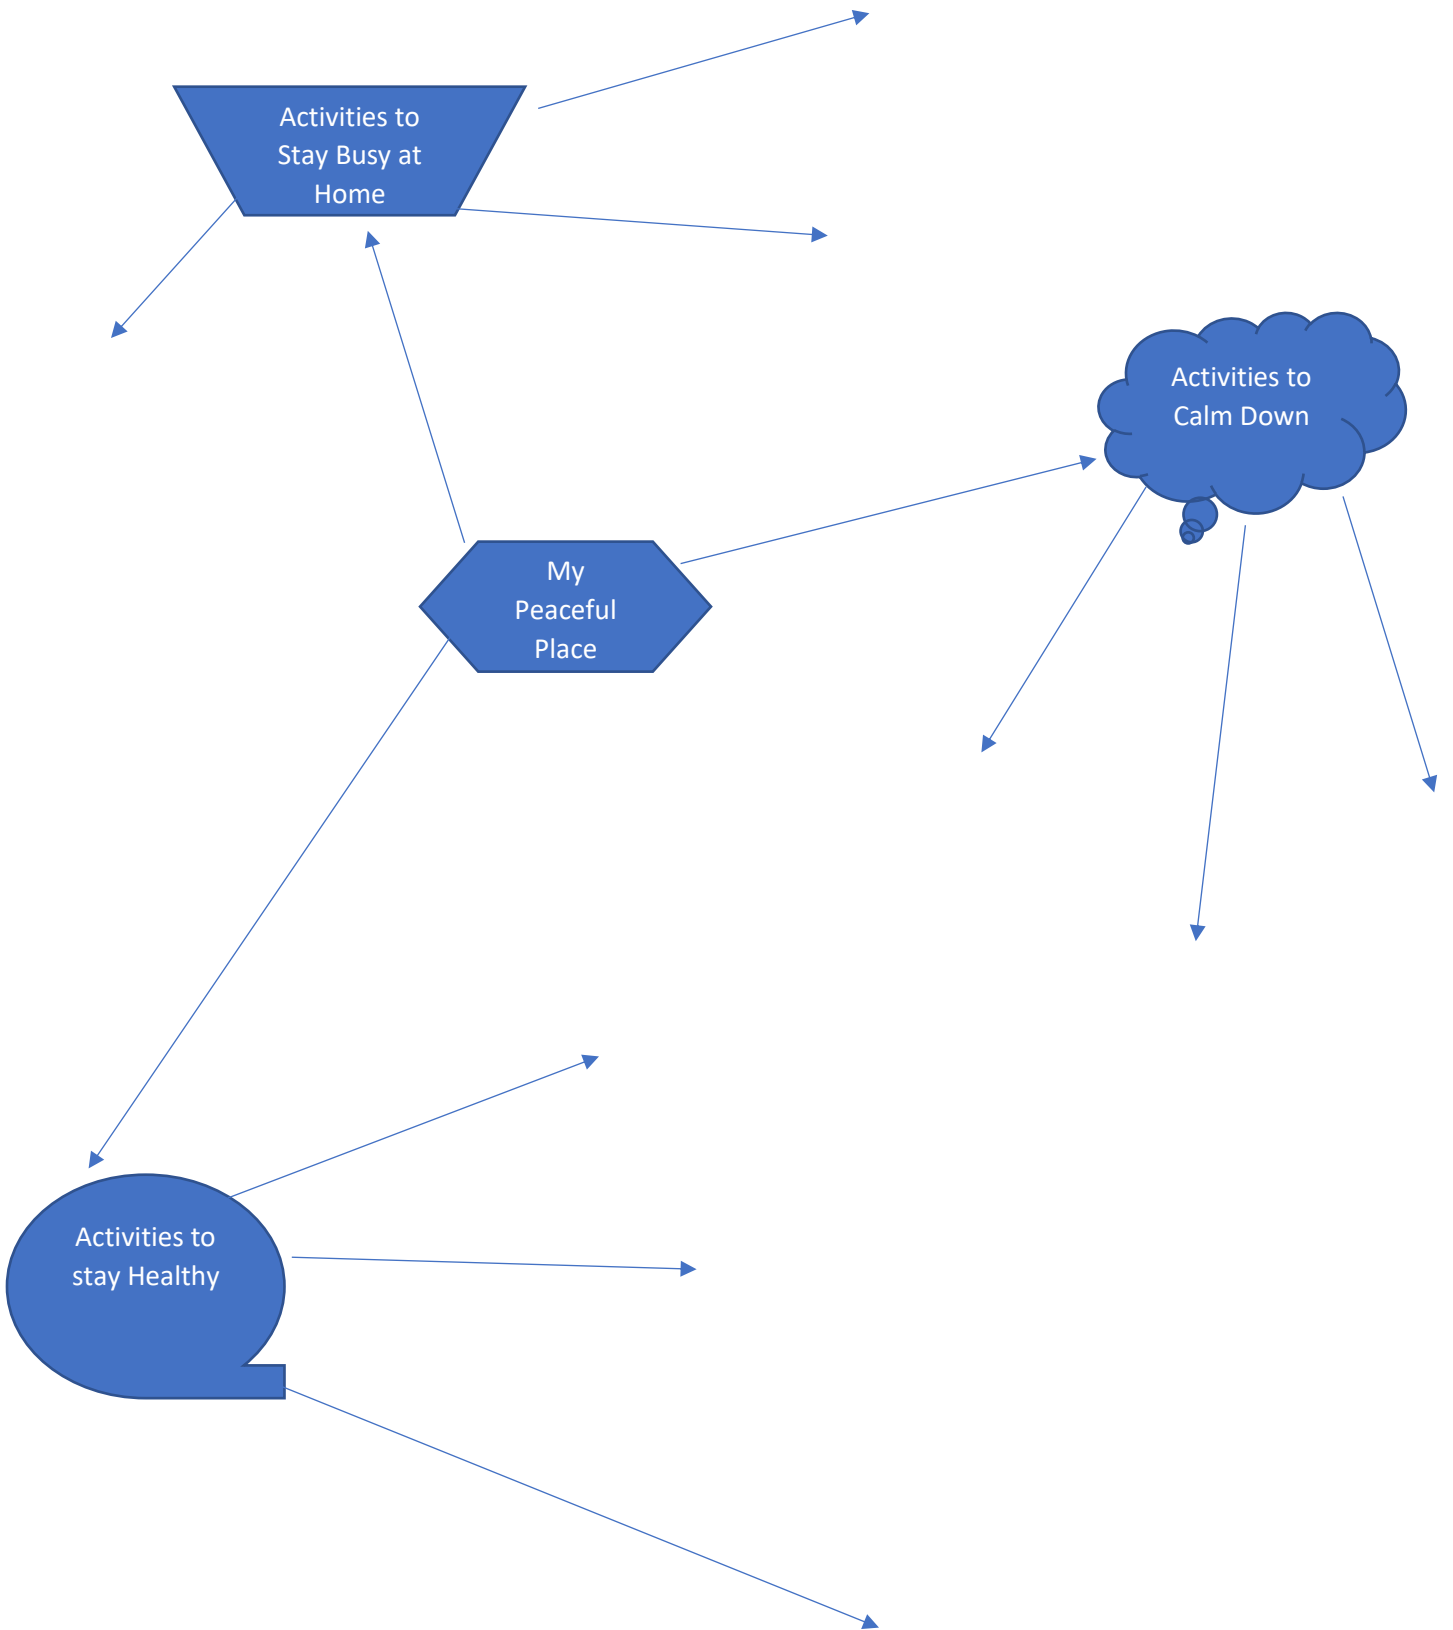 Activities to
Stay Busy at
Home
Activities to
Calm Down
My
Peaceful
Place
Activities to
stay Healthy